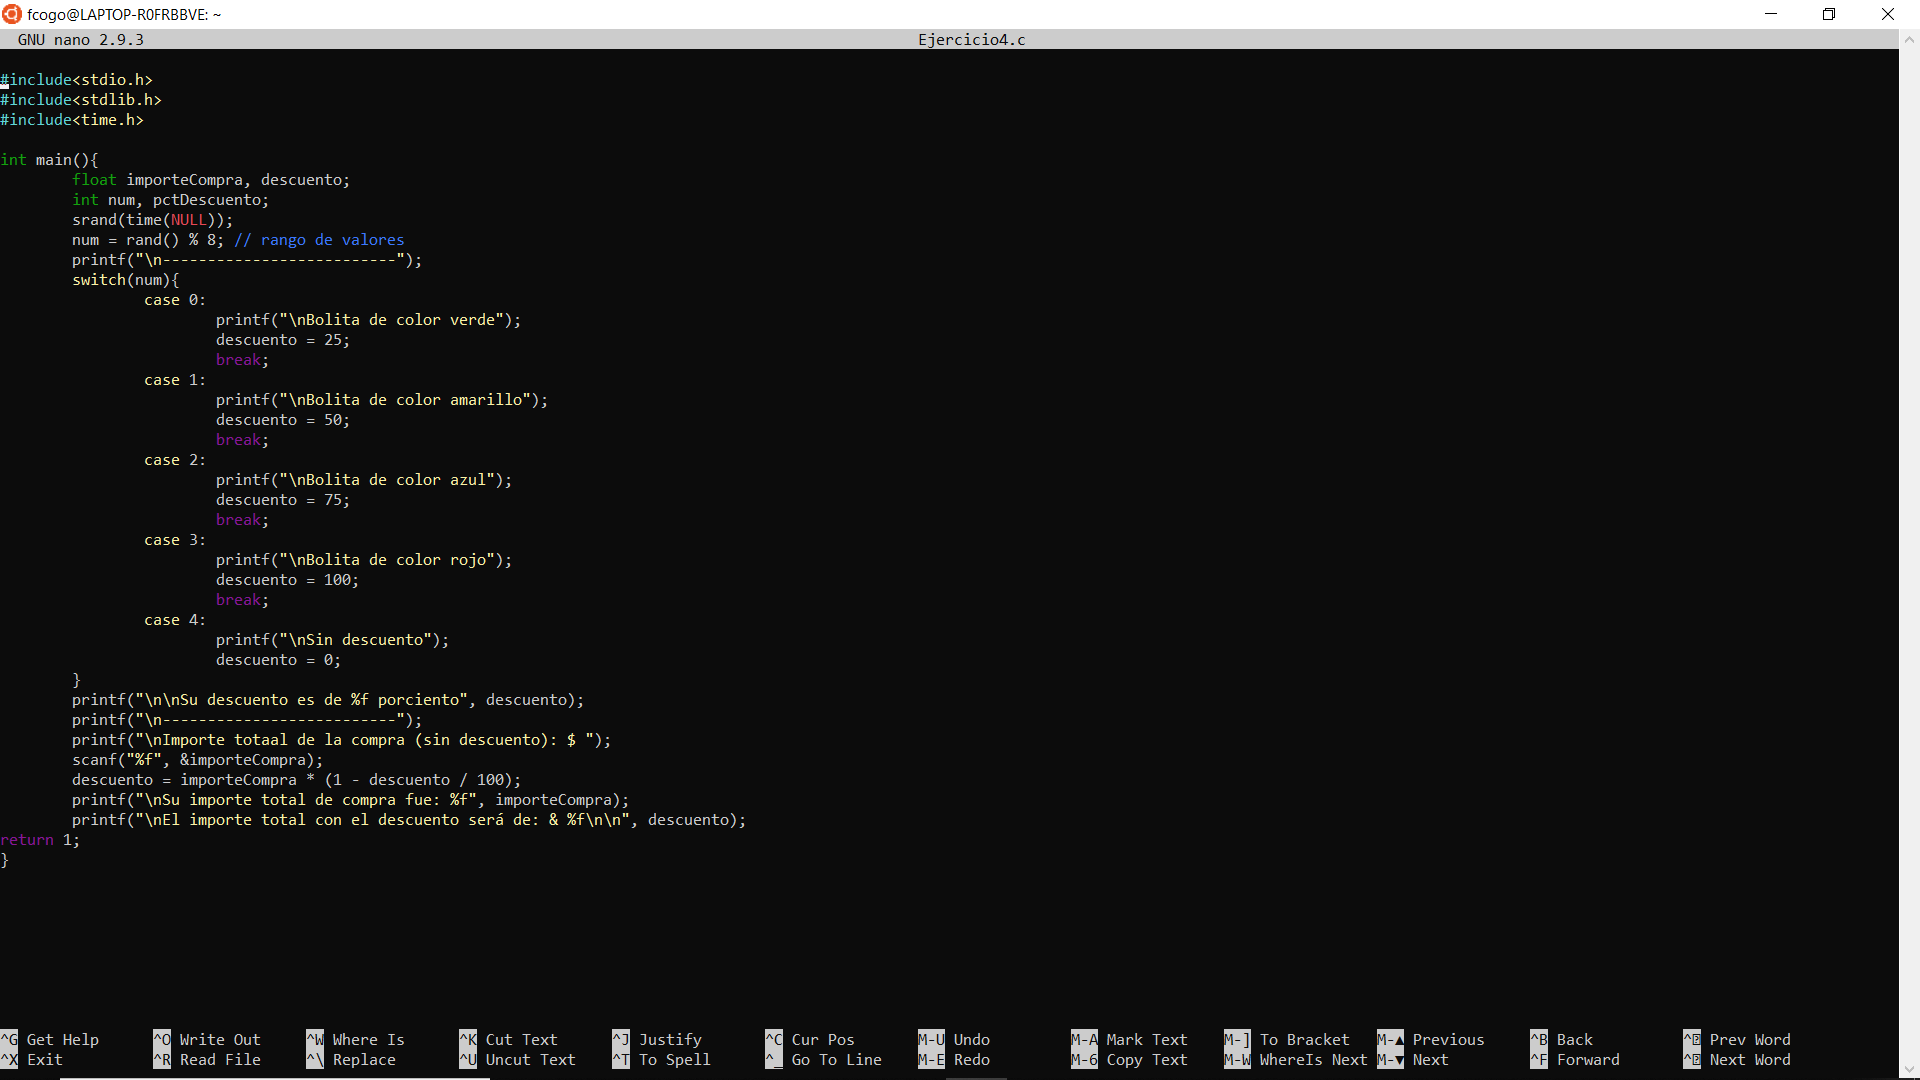 fcogo@LAPTOP-R0FRBBVE: ~
GNU nano 2.9.3 Ejercicio4.c
#include<stdio.h>
#include<stdlib.h>
#include<time.h>
int main(){
float importeCompra, descuento;
int num, pctDescuento;
srand(time(NULL));
num = rand() % 8; // rango de valores
printf("\n--------------------------");
switch(num){
case 0:
printf("\nBolita de color verde");
descuento = 25;
break;
case 1:
printf("\nBolita de color amarillo");
descuento = 50;
break;
case 2:
printf("\nBolita de color azul");
descuento = 75;
break;
case 3:
printf("\nBolita de color rojo");
descuento = 100;
break;
case 4:
printf("\nSin descuento");
descuento = 0;
}
printf("\n\nSu descuento es de %f porciento", descuento);
printf("\n--------------------------");
printf("\nImporte totaal de la compra (sin descuento): $ ");
scanf("%f", &importeCompra);
descuento = importeCompra * (1 - descuento / 100);
printf("\nSu importe total de compra fue: %f", importeCompra);
printf("\nEl importe total con el descuento será de: & %f\n\n", descuento);
return 1;
}
^G Get Help ^O Write Out ^W Where Is ^K Cut Text ^J Justify ^C Cur Pos M-U Undo M-A Mark Text M-] To Bracket M-▲ Previous ^B Back ^ Prev Word
^X Exit ^R Read File ^\ Replace ^U Uncut Text ^T To Spell ^_ Go To Line M-E Redo M-6 Copy Text M-W WhereIs Next M-▼ Next ^F Forward ^ Next Word